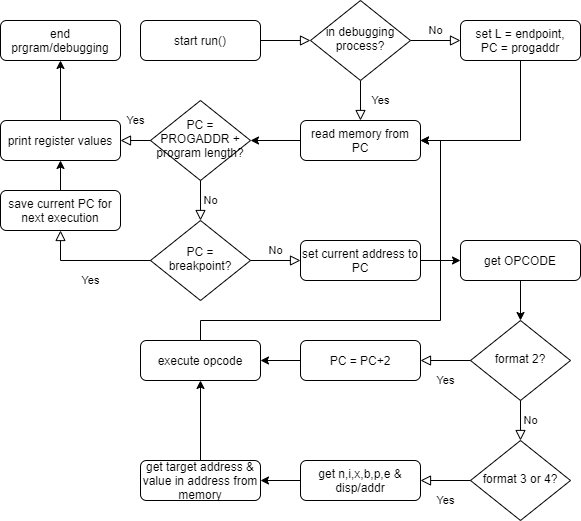 end
prgram/debugging
start run()
in debugging
process?
No
set L = endpoint,
PC = progaddr
Yes
print register values
Yes
PC =
PROGADDR +
program length?
read memory from
PC
No
save current PC for
next execution
Yes
PC =
breakpoint?
No
set current address to
PC
get OPCODE
execute opcode
PC = PC+2
Yes
format 2?
No
get target address &
value in address from
memory
get n,i,x,b,p,e &
disp/addr
Yes
format 3 or 4?